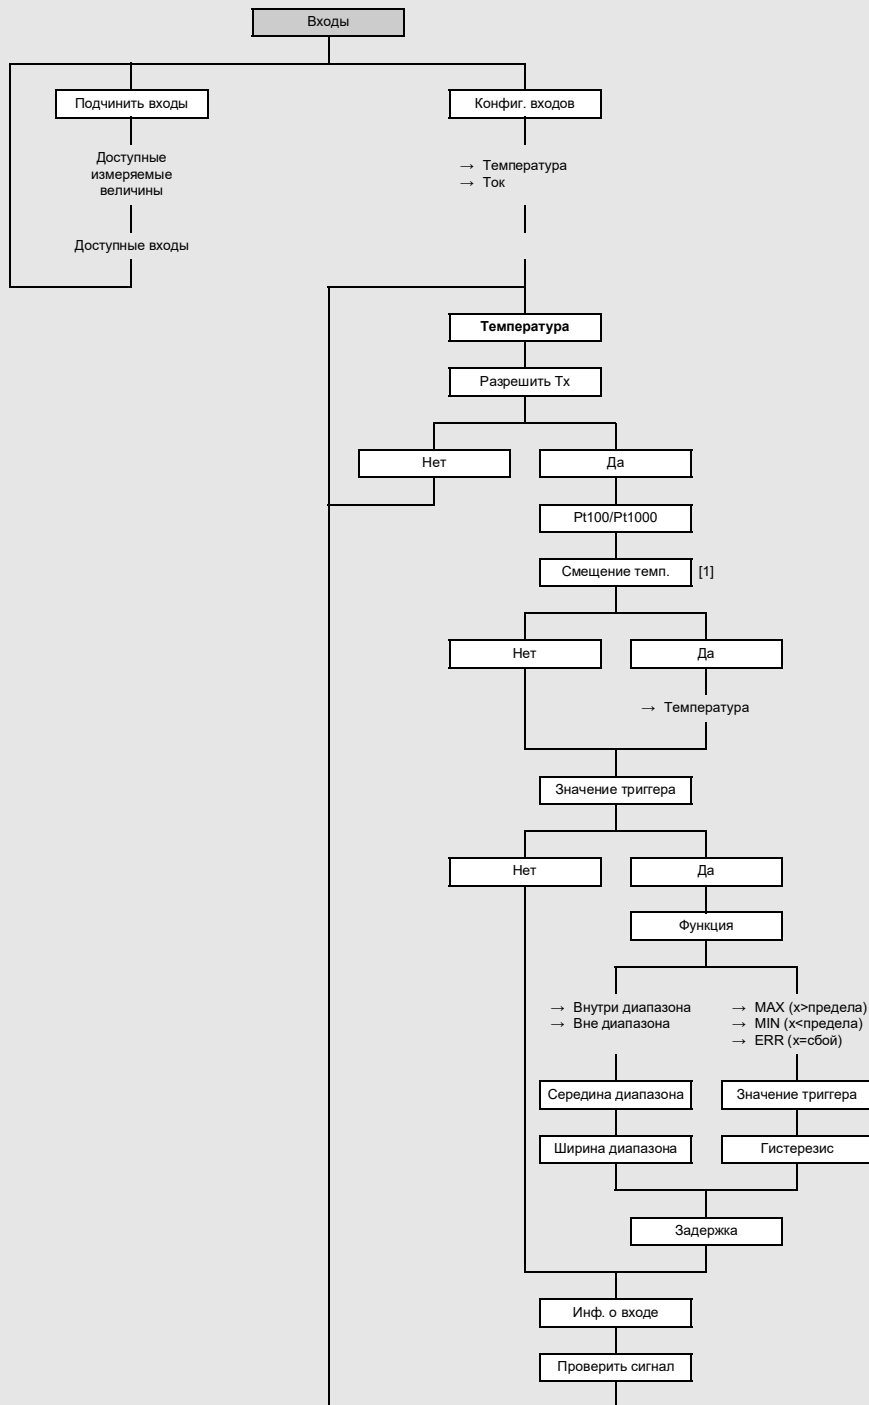 Входы
Подчинить входы
Конфиг. входов
Доступные
измеряемые
величины
→ Температура
→ Ток
Доступные входы
Температура
Разрешить Tx
Нет
Да
Pt100/Pt1000
Смещение темп. [1]
Нет
Да
→ Температура
Значение триггера
Нет
Да
Функция
→ Внутри диапазона
→ Вне диапазона
→ MAX (x>предела)
→ MIN (x<предела)
→ ERR (x=сбой)
Середина диапазона
Значение триггера
Ширина диапазона
Гистерезис
Задержка
Инф. о входе
Проверить сигнал